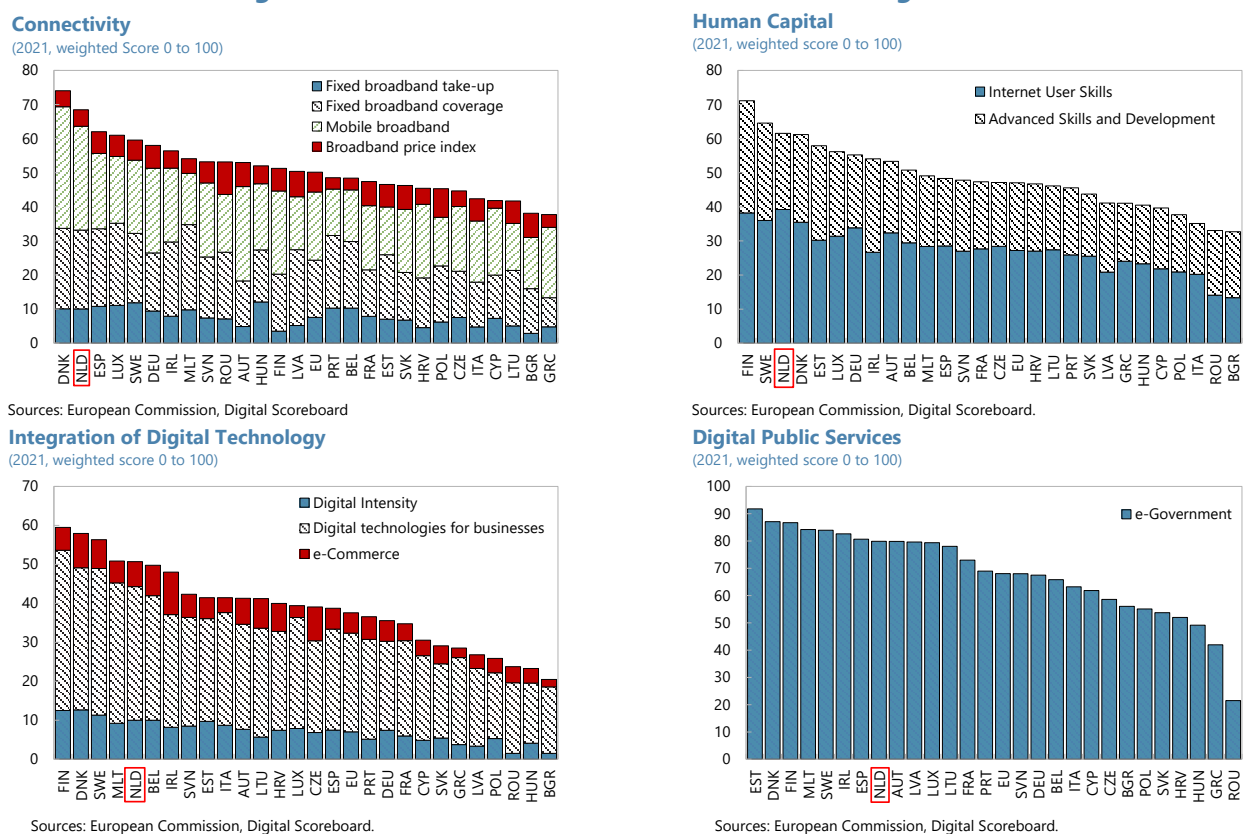 Connectivity
(2021, weighted Score 0 to 100)
80
70
60
50
40
30
20
10
0
Fixed broadband take-up
Fixed broadband coverage
Mobile broadband
Broadband price index
DNK NLD ESP LUX SWE DEU IRL MLT SVN ROU AUT HUN FIN LVA EU PRT BEL FRA EST SVK HRV POL CZE ITA CYP LTU BGR GRC
Sources: European Commission, Digital Scoreboard
Human Capital
(2021, weighted score 0 to 100)
80
70
60
50
40
30
20
10
0
Internet User Skills
Advanced Skills and Development
FIN SWE NLD DNK EST LUX DEU IRL AUT BEL MLT ESP SVN FRA CZE EU HRV LTU PRT SVK LVA GRC HUN CYP POL ITA ROU BGR
Sources: European Commission, Digital Scoreboard.
Integration of Digital Technology
(2021, weighted score 0 to 100)
70
60
50
40
30
20
10
0
Digital Intensity
Digital technologies for businesses
e-Commerce
FIN DNK SWE MLT NLD BEL IRL SVN EST ITA AUT LTU HRV LUX CZE ESP EU PRT DEU FRA CYP SVK GRC LVA POL ROU HUN BGR
Sources: European Commission, Digital Scoreboard.
Digital Public Services
(2021, weighted score 0 to 100)
100
90
80
70
60
50
40
30
20
10
0
e-Government
EST DNK FIN MLT SWE IRL ESP NLD AUT LVA LUX LTU FRA PRT EU SVN DEU BEL ITA CYP CZE BGR POL SVK HRV HUN GRC ROU
Sources: European Commission, Digital Scoreboard.